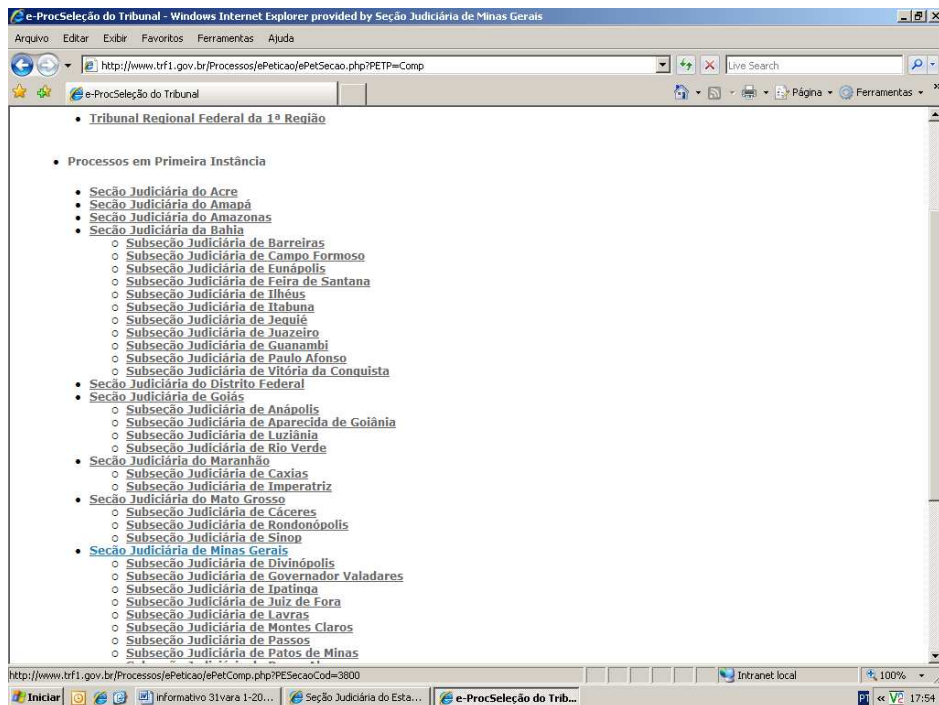 e-ProcSeleção do Tribunal - Windows Internet Explorer provided by Seção Judiciária de Minas Gerais
Arquivo Editar Exibir Favoritos Ferramentas Ajuda
http://www.trf1.gov.br/Processos/ePeticao/ePetSecao.php?PETP=Comp
Live Search
e-ProcSeleção do Tribunal
Página Ferramentas
Tribunal Regional Federal da 1ª Região
Processos em Primeira Instância
Seção Judiciária do Acre
Seção Judiciária do Amapá
Seção Judiciária do Amazonas
Seção Judiciária da Bahia
Subseção Judiciária de Barreiras
Subseção Judiciária de Campo Formoso
Subseção Judiciária de Eunápolis
Subseção Judiciária de Feira de Santana
Subseção Judiciária de Ilhéus
Subseção Judiciária de Itabuna
Subseção Judiciária de Jequié
Subseção Judiciária de Juazeiro
Subseção Judiciária de Guanambi
Subseção Judiciária de Paulo Afonso
Subseção Judiciária de Vitória da Conquista
Seção Judiciária do Distrito Federal
Seção Judiciária de Goiás
Subseção Judiciária de Anápolis
Subseção Judiciária de Aparecida de Goiânia
Subseção Judiciária de Luziânia
Subseção Judiciária de Rio Verde
Seção Judiciária do Maranhão
Subseção Judiciária de Caxias
Subseção Judiciária de Imperatriz
Seção Judiciária do Mato Grosso
Subseção Judiciária de Cáceres
Subseção Judiciária de Rondonópolis
Subseção Judiciária de Sinop
Seção Judiciária de Minas Gerais
Subseção Judiciária de Divinópolis
Subseção Judiciária de Governador Valadares
Subseção Judiciária de Ipatinga
Subseção Judiciária de Juiz de Fora
Subseção Judiciária de Lavras
Subseção Judiciária de Montes Claros
Subseção Judiciária de Passos
Subseção Judiciária de Patos de Minas
http://www.trf1.gov.br/Processos/ePeticao/ePetComp.php?PESecaoCod=3800
Intranet local
100%
Iniciar
informativo 31vara 1-20...
Seção Judiciária do Esta...
e-ProcSeleção do Trib...
PT
17:54